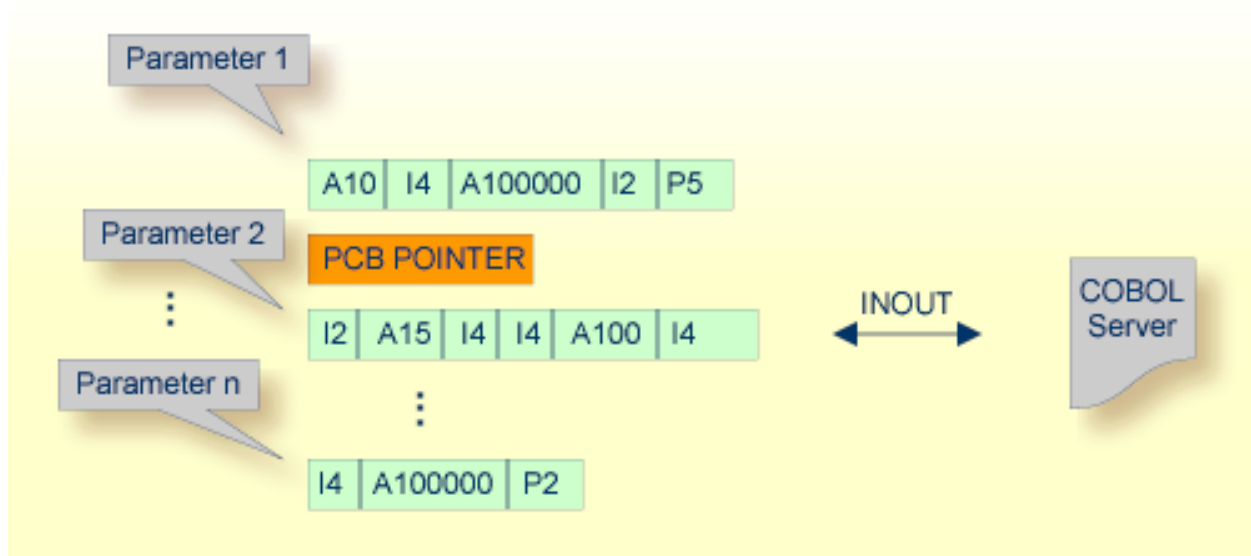 Parameter 1
A10 I4 A100000 I2 P5
Parameter 2
PCB POINTER
⋮
I2 A15 I4 I4 A100 I4
INOUT
COBOL
Server
Parameter n
⋮
I4 A100000 P2